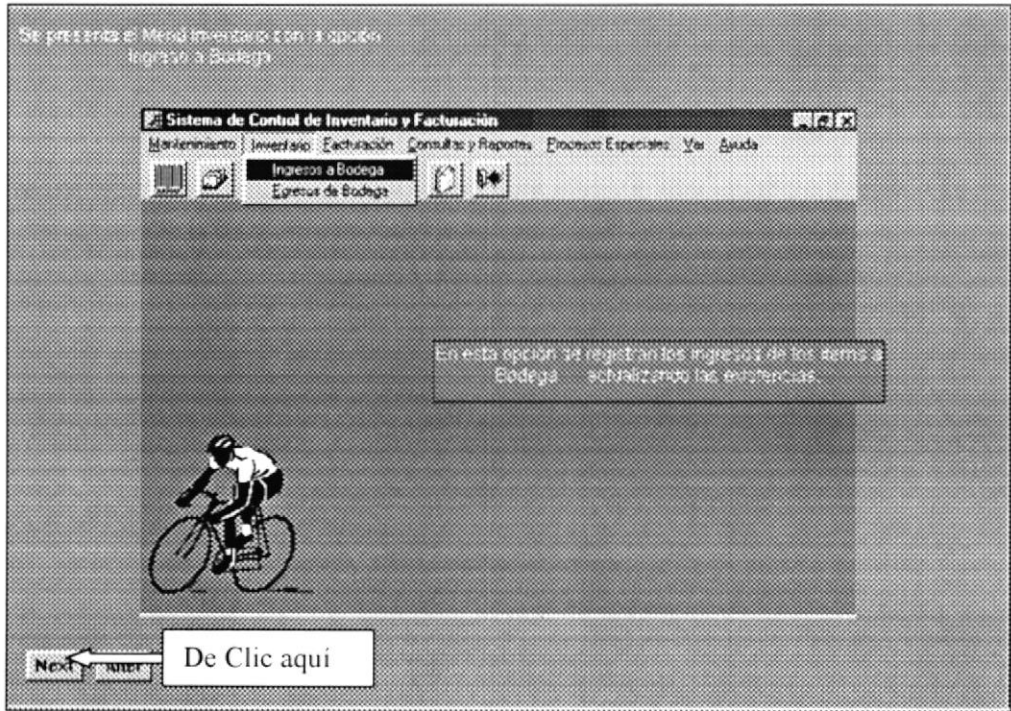 Se presenta el Menú Inventario con la opción
Ingreso a Bodega
Sistema de Control de Inventario y Facturación
Mantenimiento Inventario Facturación Consultas y Reportes Procesos Especiales Ver Ayuda
Ingresos a Bodega
Egresos de Bodega
En esta opción se registran los ingresos de los items a
Bodega actualizando las existencias.
Next
De Clic aquí